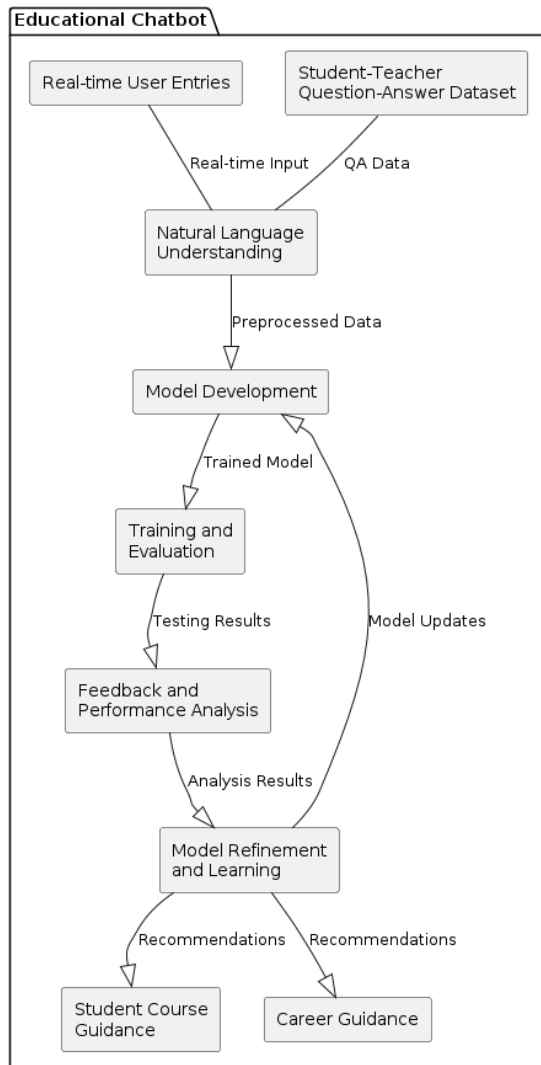 Educational Chatbot
Real-time User Entries
Student-Teacher
Question-Answer Dataset
Real-time Input
QA Data
Natural Language
Understanding
Preprocessed Data
Model Development
Trained Model
Training and
Evaluation
Testing Results
Model Updates
Feedback and
Performance Analysis
Analysis Results
Model Refinement
and Learning
Recommendations
Recommendations
Student Course
Guidance
Career Guidance